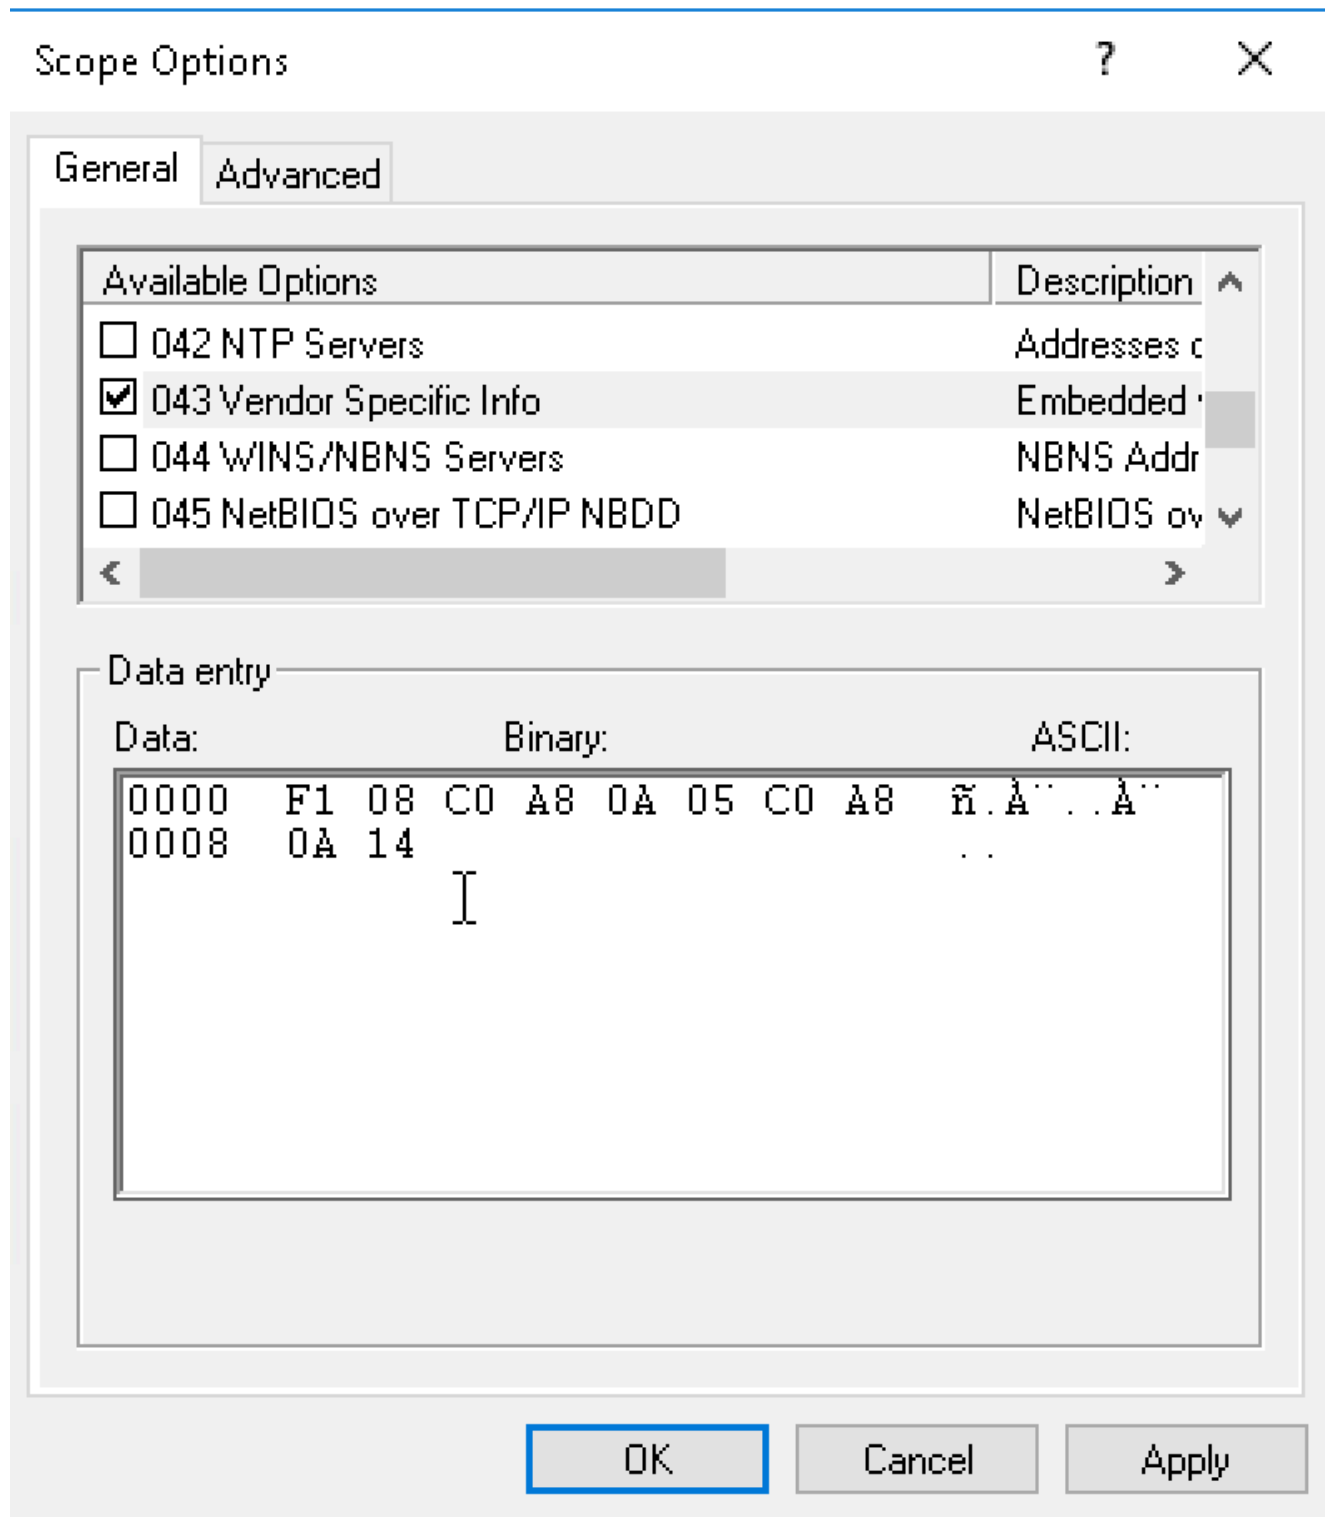 Scope Options ? ×
General Advanced
Available Options Description
042 NTP Servers Addresses c
043 Vendor Specific Info Embedded
044 WINS/NBNS Servers NBNS Addr
045 NetBIOS over TCP/IP NBDD NetBIOS ov
Data entry
Data: Binary: ASCII:
0000 F1 08 C0 A8 0A 05 C0 A8 ñ.À¨..À¨
0008 0A 14 ..
OK Cancel Apply